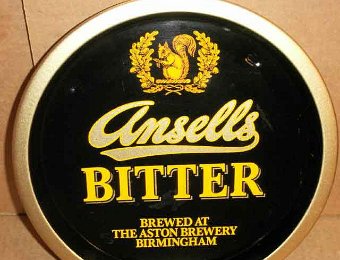 Ansells
BITTER
BREWED AT
THE ASTON BREWERY
BIRMINGHAM